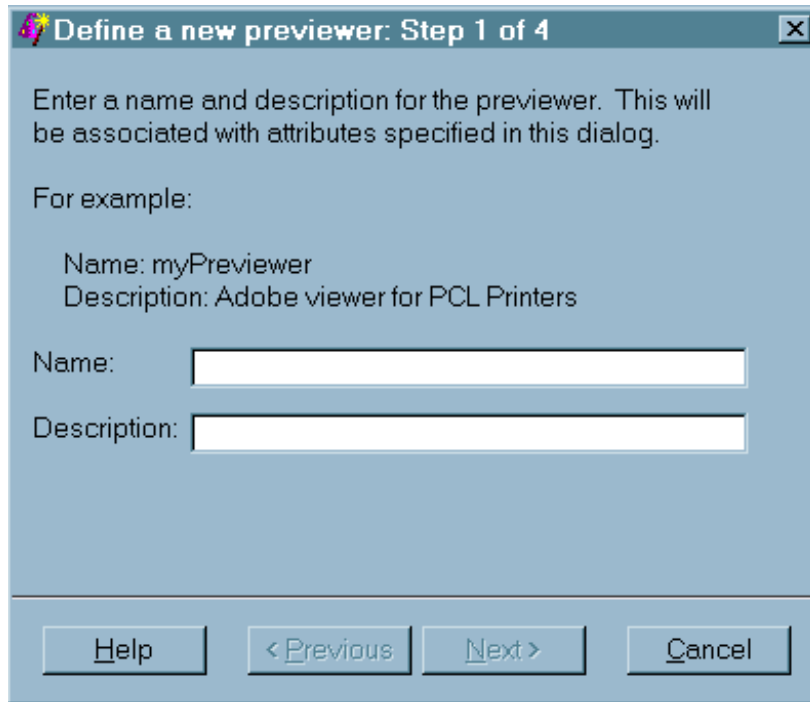 Define a new previewer: Step 1 of 4
Enter a name and description for the previewer. This will
be associated with attributes specified in this dialog.
For example:
Name: myPreviewer
Description: Adobe viewer for PCL Printers
Name:
Description:
Help
< Previous
Next >
Cancel